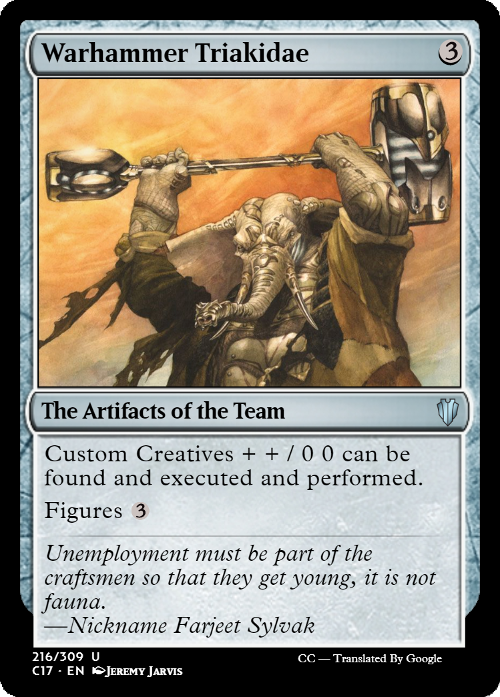 Warhammer Triakidae 3
The Artifacts of the Team
Custom Creatives + + / 0 0 can be
found and executed and performed.
Figures 3
Unemployment must be part of the
craftsmen so that they get young, it is not
fauna.
—Nickname Farjeet Sylvak
216/309 U
C17 · EN JEREMY JARVIS
CC — Translated By Google